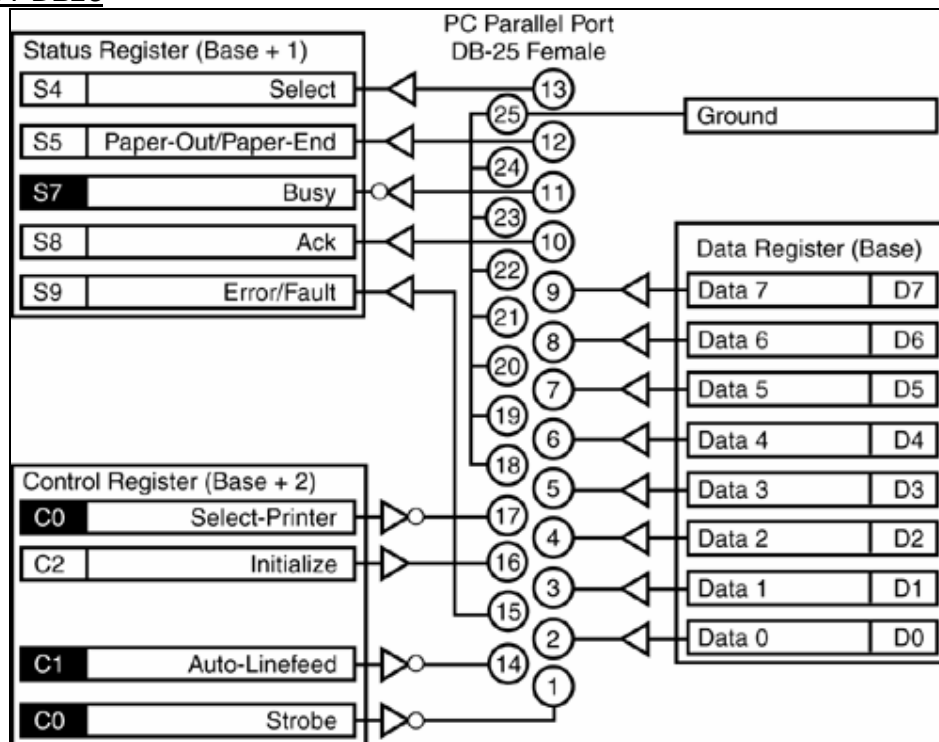 PC Parallel Port
DB-25 Female
Status Register (Base + 1)
S4 Select
S5 Paper-Out/Paper-End
S7 Busy
S8 Ack
S9 Error/Fault
Control Register (Base + 2)
C0 Select-Printer
C2 Initialize
C1 Auto-Linefeed
C0 Strobe
13
25
12
24
11
23
10
22
9
21
8
20
7
19
6
18
5
17
4
16
3
15
2
14
1
Ground
Data Register (Base)
Data 7 D7
Data 6 D6
Data 5 D5
Data 4 D4
Data 3 D3
Data 2 D2
Data 1 D1
Data 0 D0